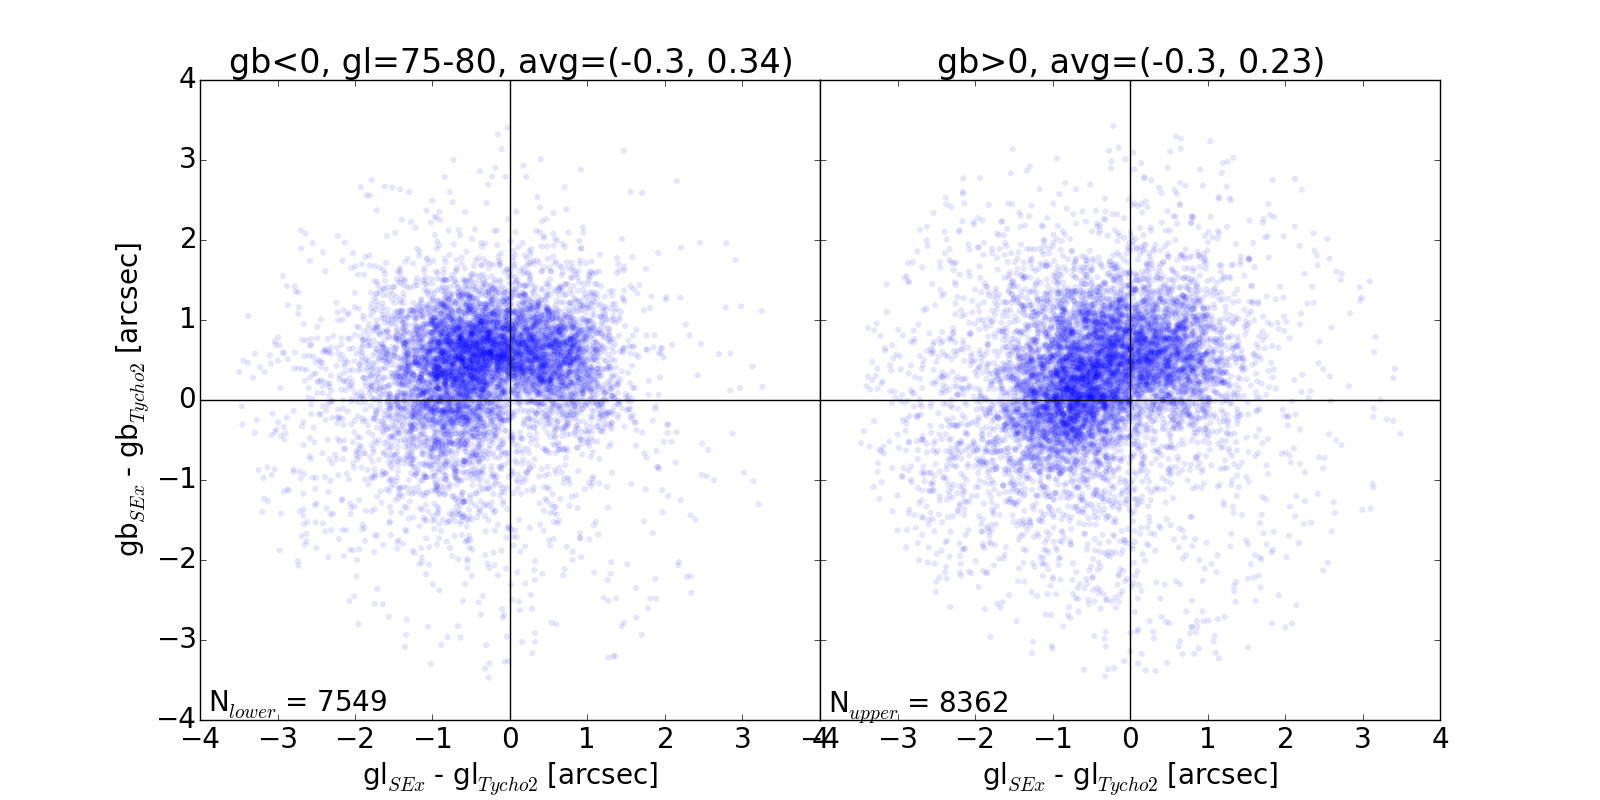 gb<0, gl=75-80, avg=(-0.3, 0.34)
gb>0, avg=(-0.3, 0.23)
4
3
2
1
0
−1
−2
−3
−4
gb_SEx - gb_Tycho2 [arcsec]
N_lower = 7549
N_upper = 8362
−4 −3 −2 −1 0 1 2 3 4
−4 −3 −2 −1 0 1 2 3 4
gl_SEx - gl_Tycho2 [arcsec]
gl_SEx - gl_Tycho2 [arcsec]